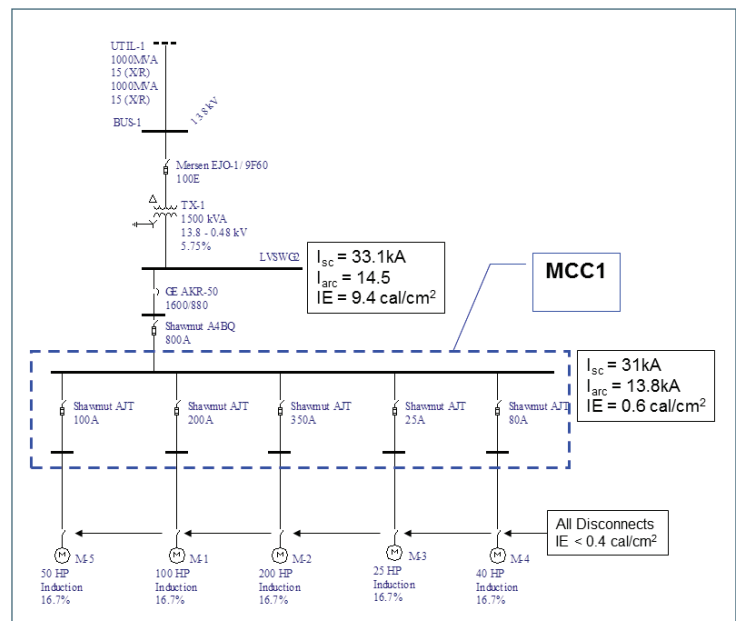 UTIL-1
1000MVA
15 (X/R)
1000MVA
15 (X/R)
13.8 kV
BUS-1
Mersen EJO-1/ 9F60
100E
TX-1
1500 kVA
13.8 - 0.48 kV
5.75%
LVSWG2
Isc = 33.1kA
Iarc = 14.5
IE = 9.4 cal/cm²
MCC1
GE AKR-50
1600/880
Shawmut A4BQ
800A
Isc = 31kA
Iarc = 13.8kA
IE = 0.6 cal/cm²
Shawmut AJT
100A
Shawmut AJT
200A
Shawmut AJT
350A
Shawmut AJT
25A
Shawmut AJT
80A
All Disconnects
IE < 0.4 cal/cm²
M
M-5
50 HP
Induction
16.7%
M
M-1
100 HP
Induction
16.7%
M
M-2
200 HP
Induction
16.7%
M
M-3
25 HP
Induction
16.7%
M
M-4
40 HP
Induction
16.7%